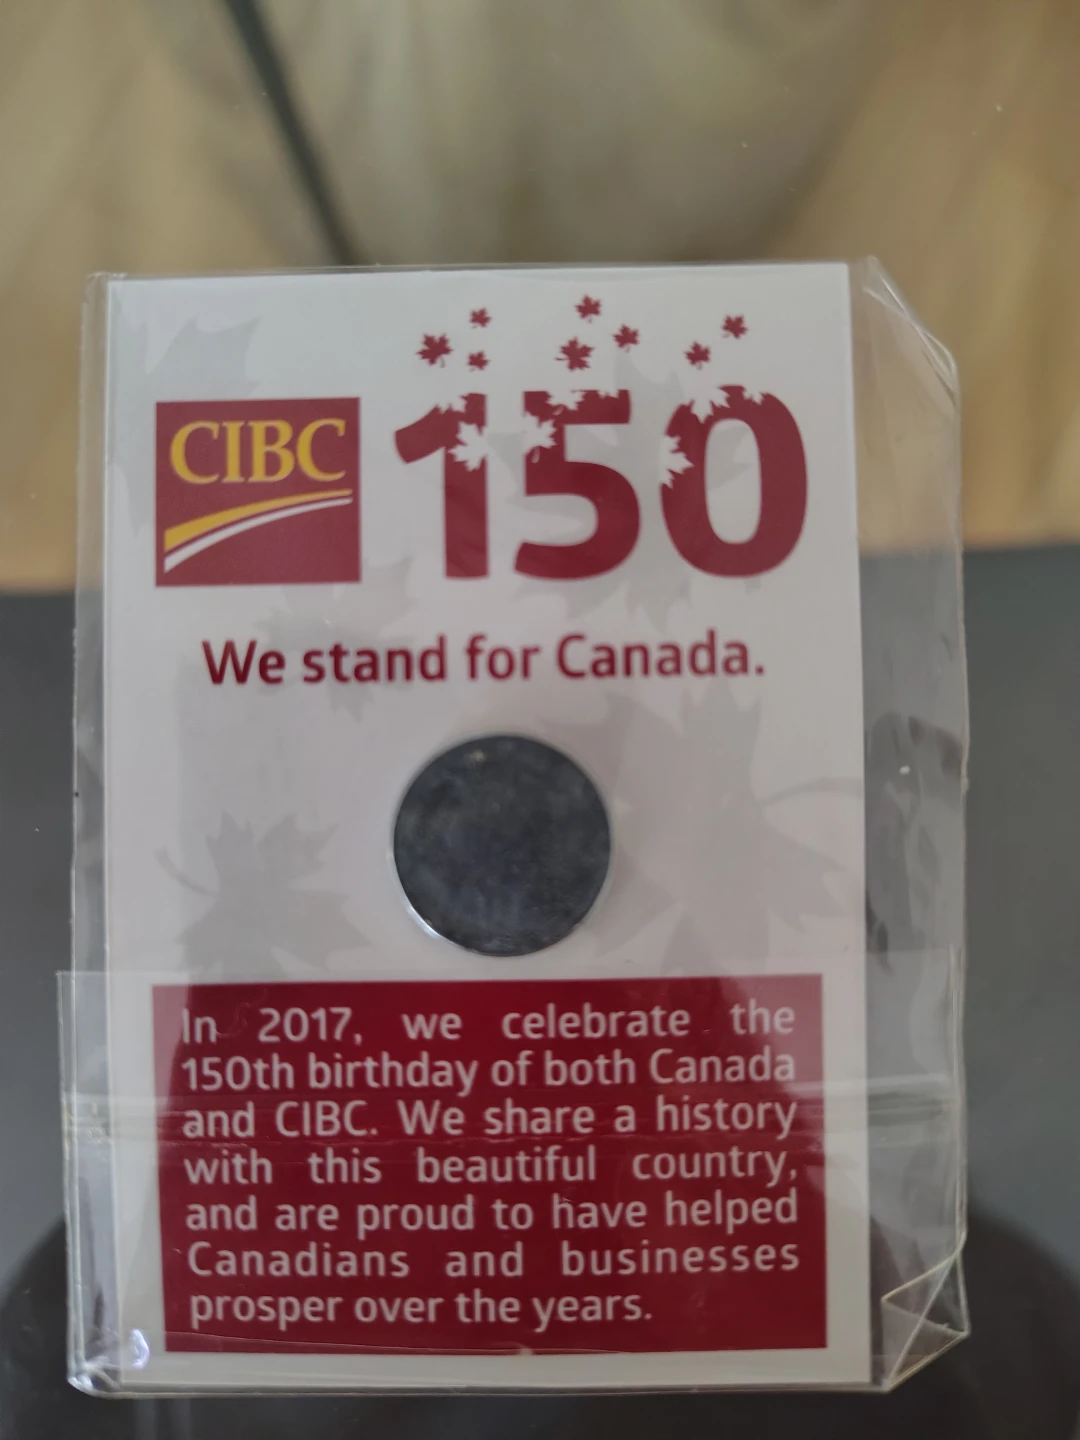 CIBC
150
We stand for Canada.
In 2017, we celebrate the
150th birthday of both Canada
and CIBC. We share a history
with this beautiful country,
and are proud to have helped
Canadians and businesses
prosper over the years.